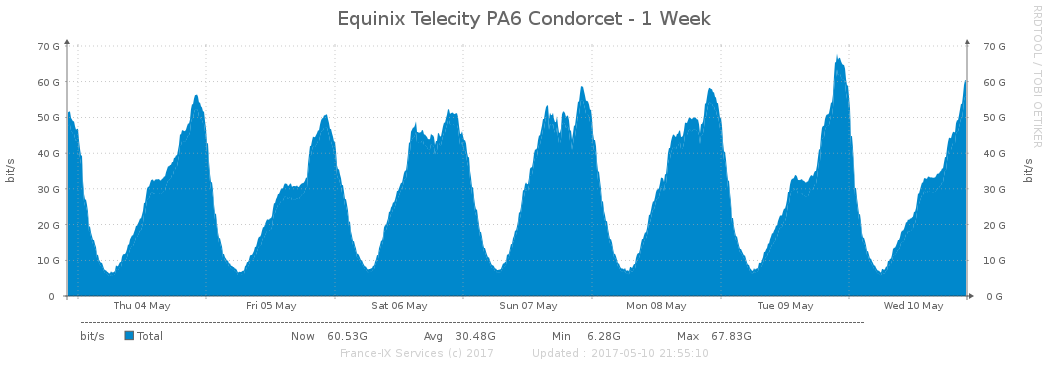 Equinix Telecity PA6 Condorcet - 1 Week
RRDTOOL / TOBI OETIKER
70 G 70 G
60 G 60 G
50 G 50 G
40 G 40 G
30 G 30 G
20 G 20 G
10 G 10 G
0 0 G
bit/s bit/s
Thu 04 May Fri 05 May Sat 06 May Sun 07 May Mon 08 May Tue 09 May Wed 10 May
bit/s Total Now 60.53G Avg 30.48G Min 6.28G Max 67.83G
France-IX Services (c) 2017 Updated : 2017-05-10 21:55:10